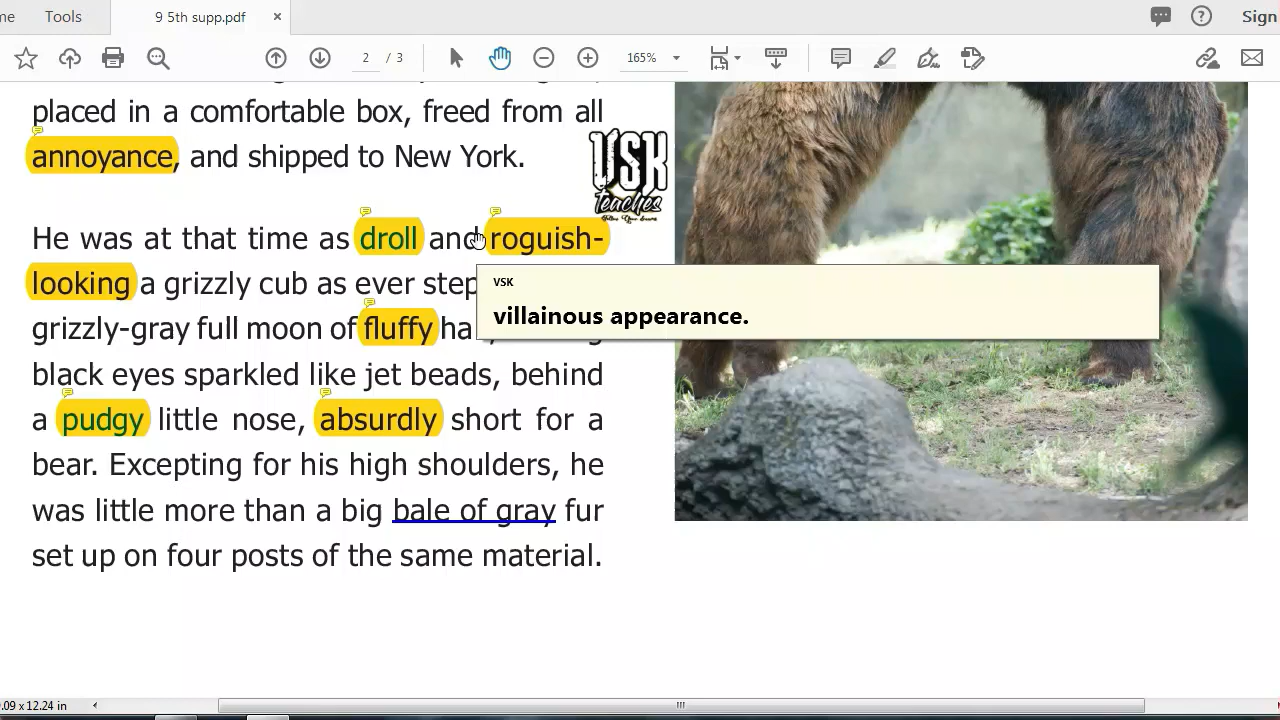 me Tools 9 5th supp.pdf × Sign
2 / 3 165%
placed in a comfortable box, freed from all
annoyance, and shipped to New York.
VSK
teaches
He was at that time as droll and roguish-
looking a grizzly cub as ever step
VSK
villainous appearance.
grizzly-gray full moon of fluffy ha
black eyes sparkled like jet beads, behind
a pudgy little nose, absurdly short for a
bear. Excepting for his high shoulders, he
was little more than a big bale of gray fur
set up on four posts of the same material.
.09 x 12.24 in